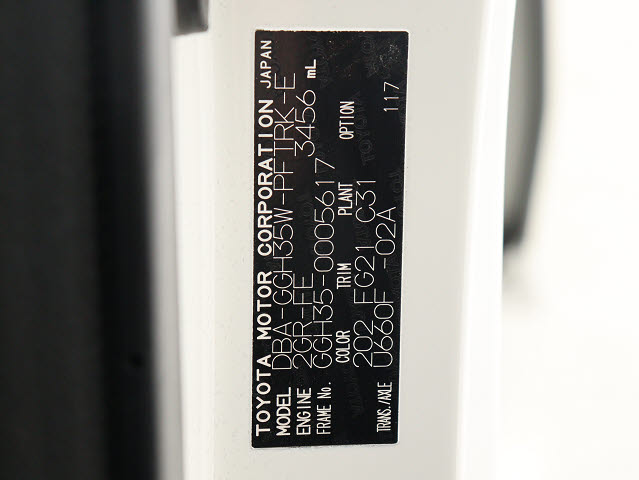 TOYOTA MOTOR CORPORATION JAPAN
MODEL DBA-GGH35W-PFTRK-E
ENGINE 2GR-FE 3456 mL
FRAME No. GGH35-0005617
COLOR TRIM PLANT OPTION
202 FG21 C31 117
TRANS./AXLE U660F -02A